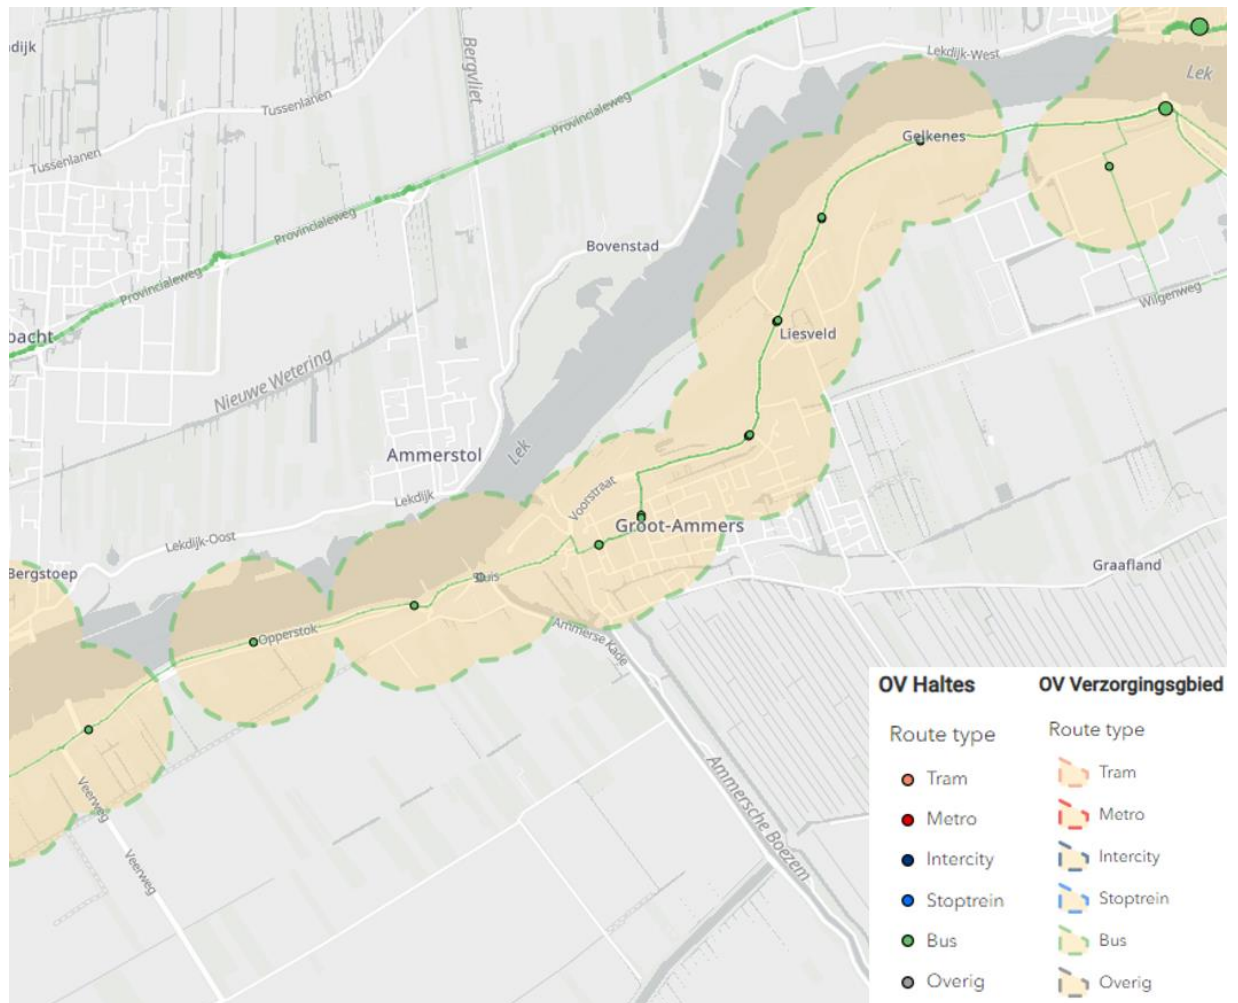 dijk
Bergvliet
Lekdijk-West
Lek
Tussenlanen
Provincialeweg
Gelkenes
Tussenlanen
Provincialeweg
Bovenstad
Provincialeweg
Wilgenweg
bacht
Liesveld
Nieuwe Wetering
Ammerstol
Lek
Lekdijk
Voorstraat
Groot-Ammers
Lekdijk-Oost
Graafland
Bergstoep
Sluis
Opperstok
Ammerse Kade
Veerweg
Veerweg
Ammersche Boezem
OV Haltes
Route type
Tram
Metro
Intercity
Stoptrein
Bus
Overig
OV Verzorgingsgbied
Route type
Tram
Metro
Intercity
Stoptrein
Bus
Overig